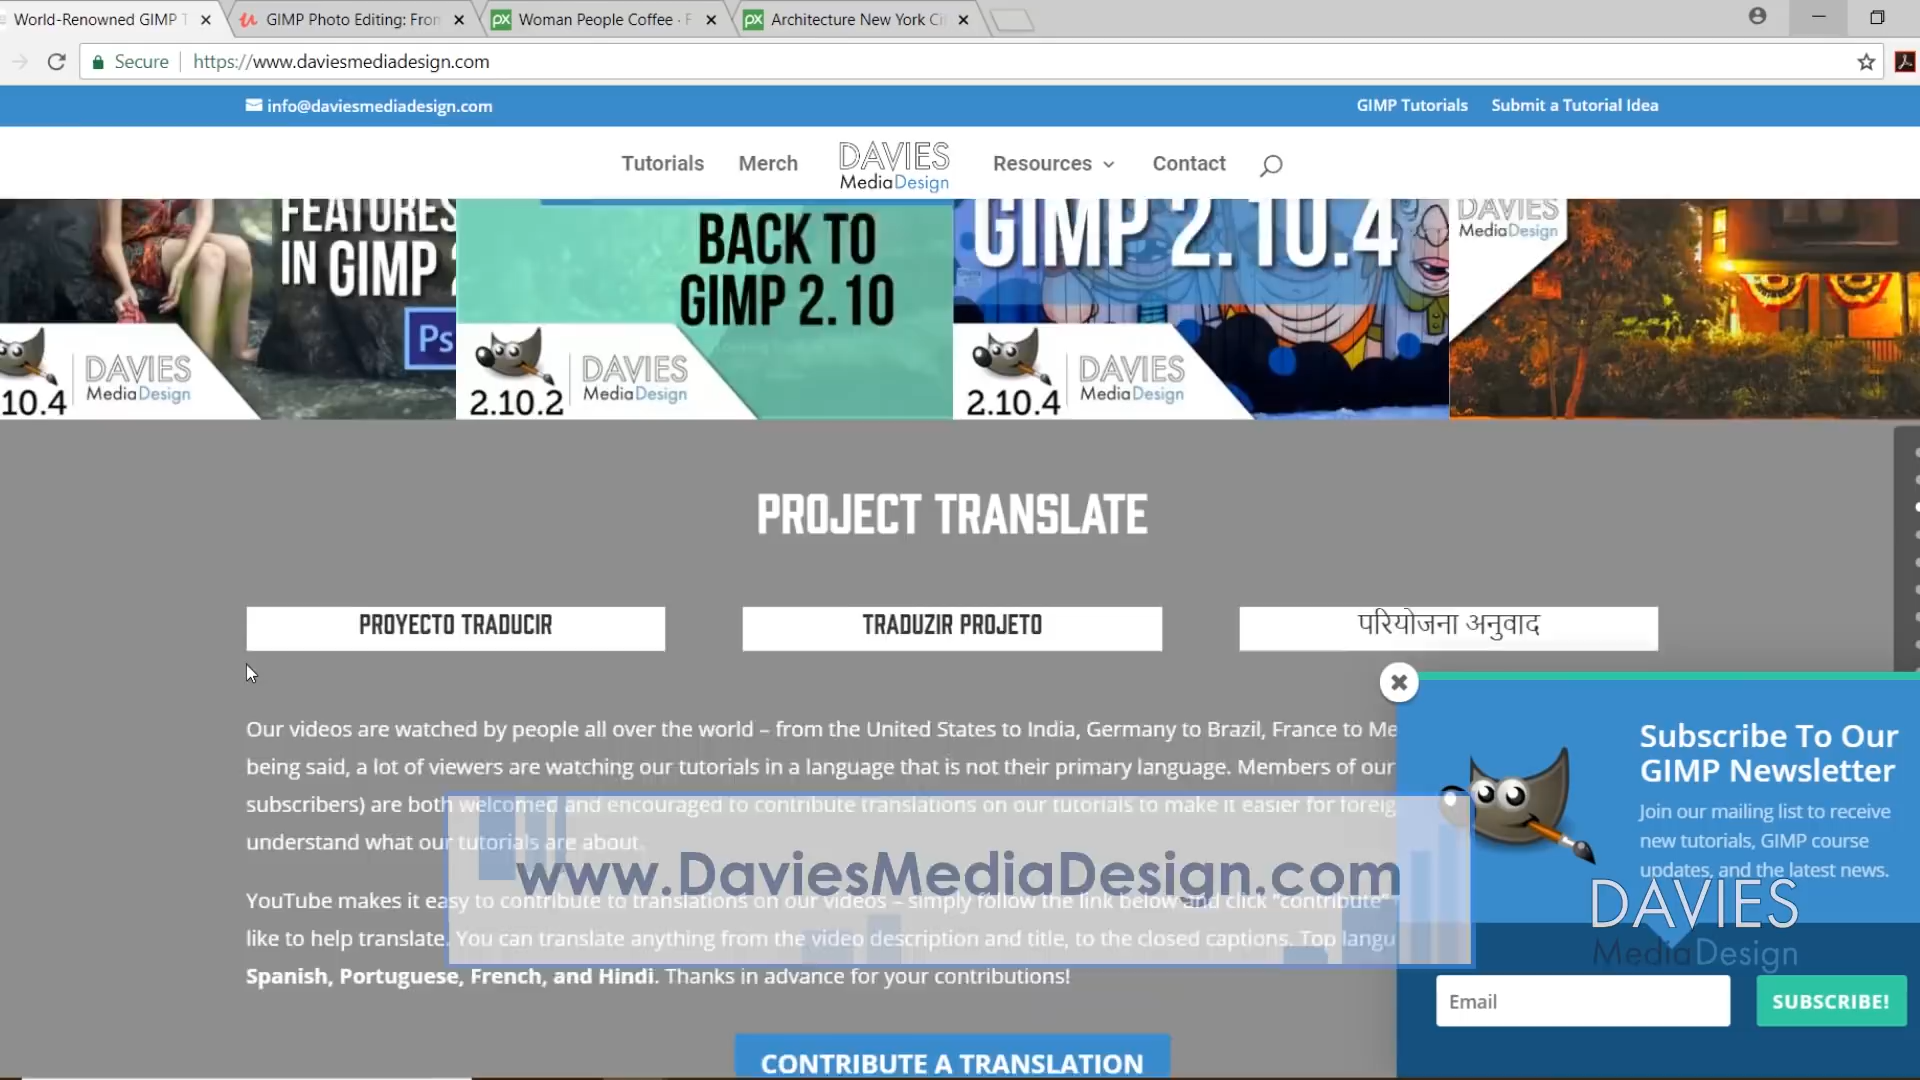 World-Renowned GIMP T
GIMP Photo Editing: Fron
Woman People Coffee · F
Architecture New York Ci
Secure
https://www.daviesmediadesign.com
info@daviesmediadesign.com
GIMP Tutorials
Submit a Tutorial Idea
Tutorials
Merch
DAVIES
MediaDesign
Resources
Contact
FEATURES
IN GIMP
Ps
10.4
DAVIES
MediaDesign
BACK TO
GIMP 2.10
2.10.2
DAVIES
MediaDesign
GIMP 2.10.4
2.10.4
DAVIES
MediaDesign
DAVIES
MediaDesign
PROJECT TRANSLATE
PROYECTO TRADUCIR
TRADUZIR PROJETO
परियोजना अनुवाद
Our videos are watched by people all over the world – from the United States to India, Germany to Brazil, France to Me
being said, a lot of viewers are watching our tutorials in a language that is not their primary language. Members of our
subscribers) are both welcomed and encouraged to contribute translations on our tutorials to make it easier for foreig
understand what our tutorials are about.
www.DaviesMediaDesign.com
YouTube makes it easy to contribute to translations on our videos – simply follow the link below and click "contribute"
like to help translate. You can translate anything from the video description and title, to the closed captions. Top langu
Spanish, Portuguese, French, and Hindi. Thanks in advance for your contributions!
CONTRIBUTE A TRANSLATION
Subscribe To Our
GIMP Newsletter
Join our mailing list to receive
new tutorials, GIMP course
updates, and the latest news.
DAVIES
MediaDesign
Email
SUBSCRIBE!